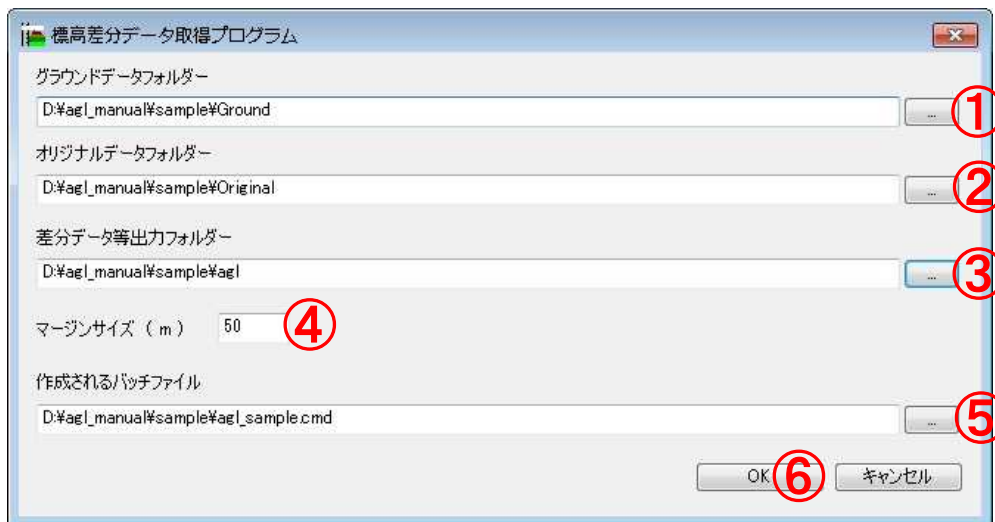 標高差分データ取得プログラム
グラウンドデータフォルダー
D:¥agl_manual¥sample¥Ground
... ①
オリジナルデータフォルダー
D:¥agl_manual¥sample¥Original
... ②
差分データ等出力フォルダー
D:¥agl_manual¥sample¥agl
... ③
マージンサイズ（m） 50 ④
作成されるバッチファイル
D:¥agl_manual¥sample¥agl_sample.cmd
... ⑤
OK ⑥ キャンセル